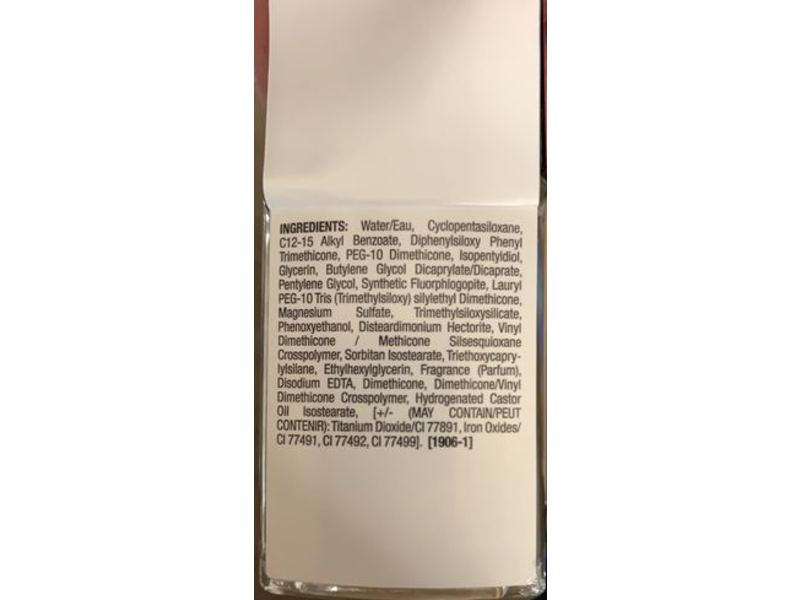 INGREDIENTS: Water/Eau, Cyclopentasiloxane,
C12-15 Alkyl Benzoate, Diphenylsiloxy Phenyl
Trimethicone, PEG-10 Dimethicone, Isopentyldiol,
Glycerin, Butylene Glycol Dicaprylate/Dicaprate,
Pentylene Glycol, Synthetic Fluorphlogopite, Lauryl
PEG-10 Tris (Trimethylsiloxy) silylethyl Dimethicone,
Magnesium Sulfate, Trimethylsiloxysilicate,
Phenoxyethanol, Disteardimonium Hectorite, Vinyl
Dimethicone / Methicone Silsesquioxane
Crosspolymer, Sorbitan Isostearate, Triethoxycapry-
lylsilane, Ethylhexylglycerin, Fragrance (Parfum),
Disodium EDTA, Dimethicone, Dimethicone/Vinyl
Dimethicone Crosspolymer, Hydrogenated Castor
Oil Isostearate, [+/- (MAY CONTAIN/PEUT
CONTENIR): Titanium Dioxide/CI 77891, Iron Oxides/
CI 77491, CI 77492, CI 77499]. [1906-1]